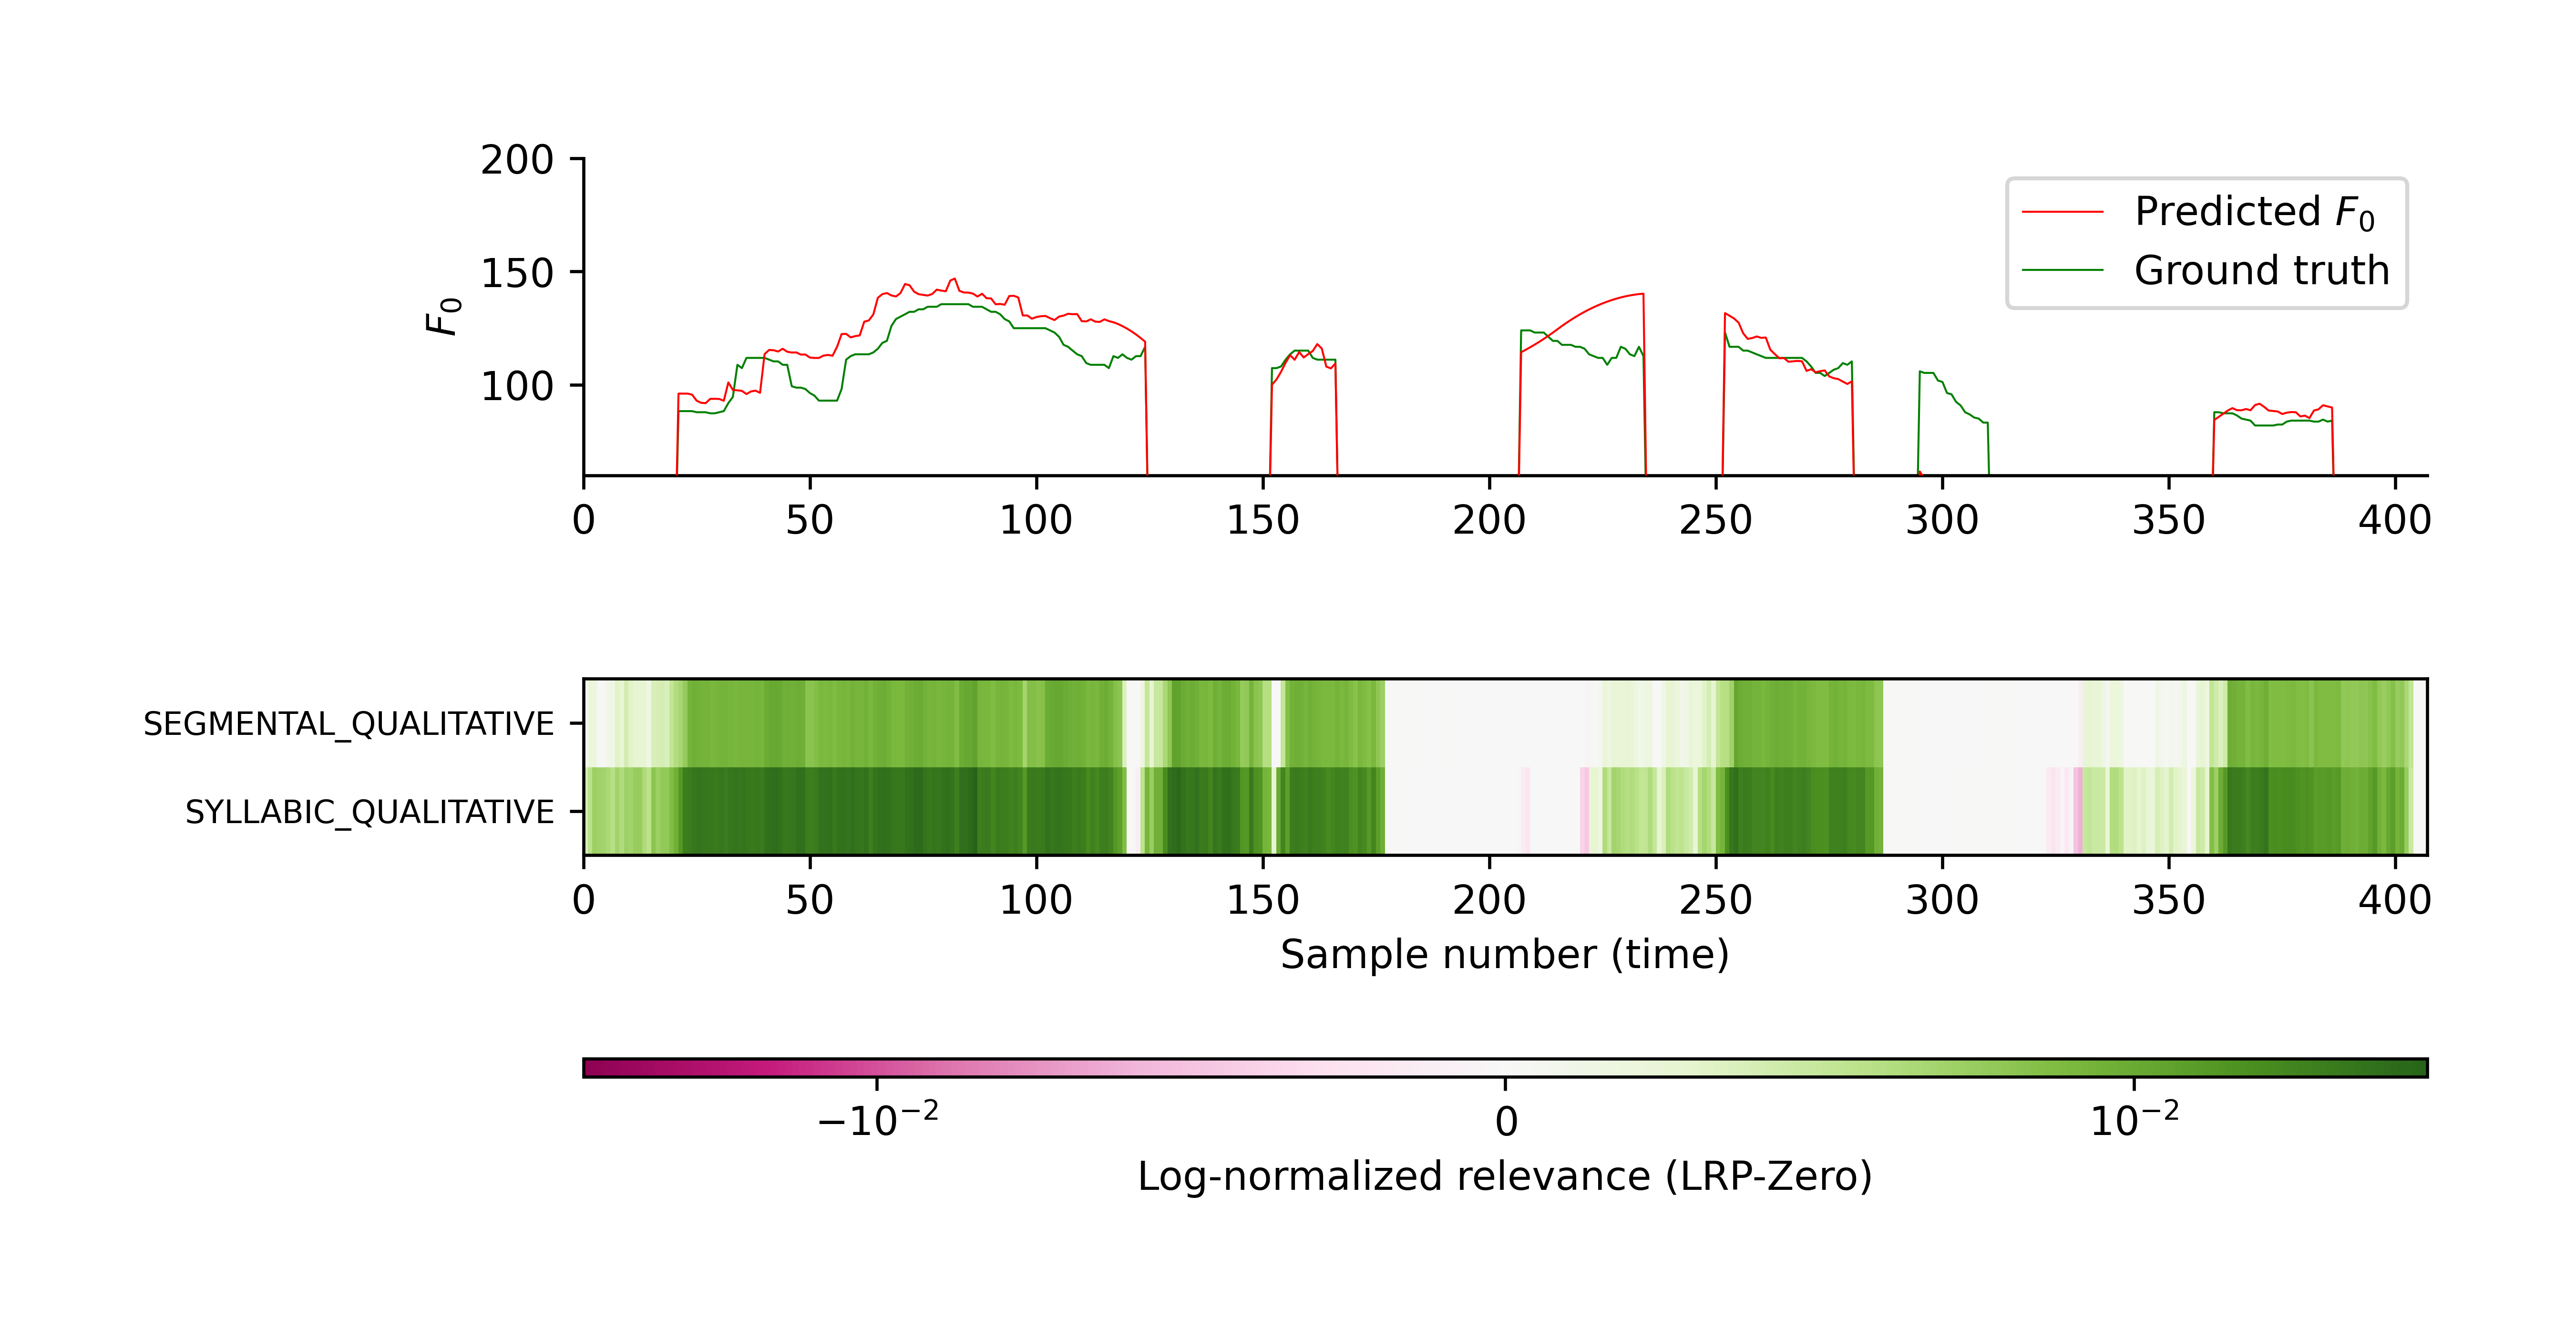 200
150
100
F₀
Predicted F₀
Ground truth
0 50 100 150 200 250 300 350 400
SEGMENTAL_QUALITATIVE
SYLLABIC_QUALITATIVE
0 50 100 150 200 250 300 350 400
Sample number (time)
−10⁻² 0 10⁻²
Log-normalized relevance (LRP-Zero)